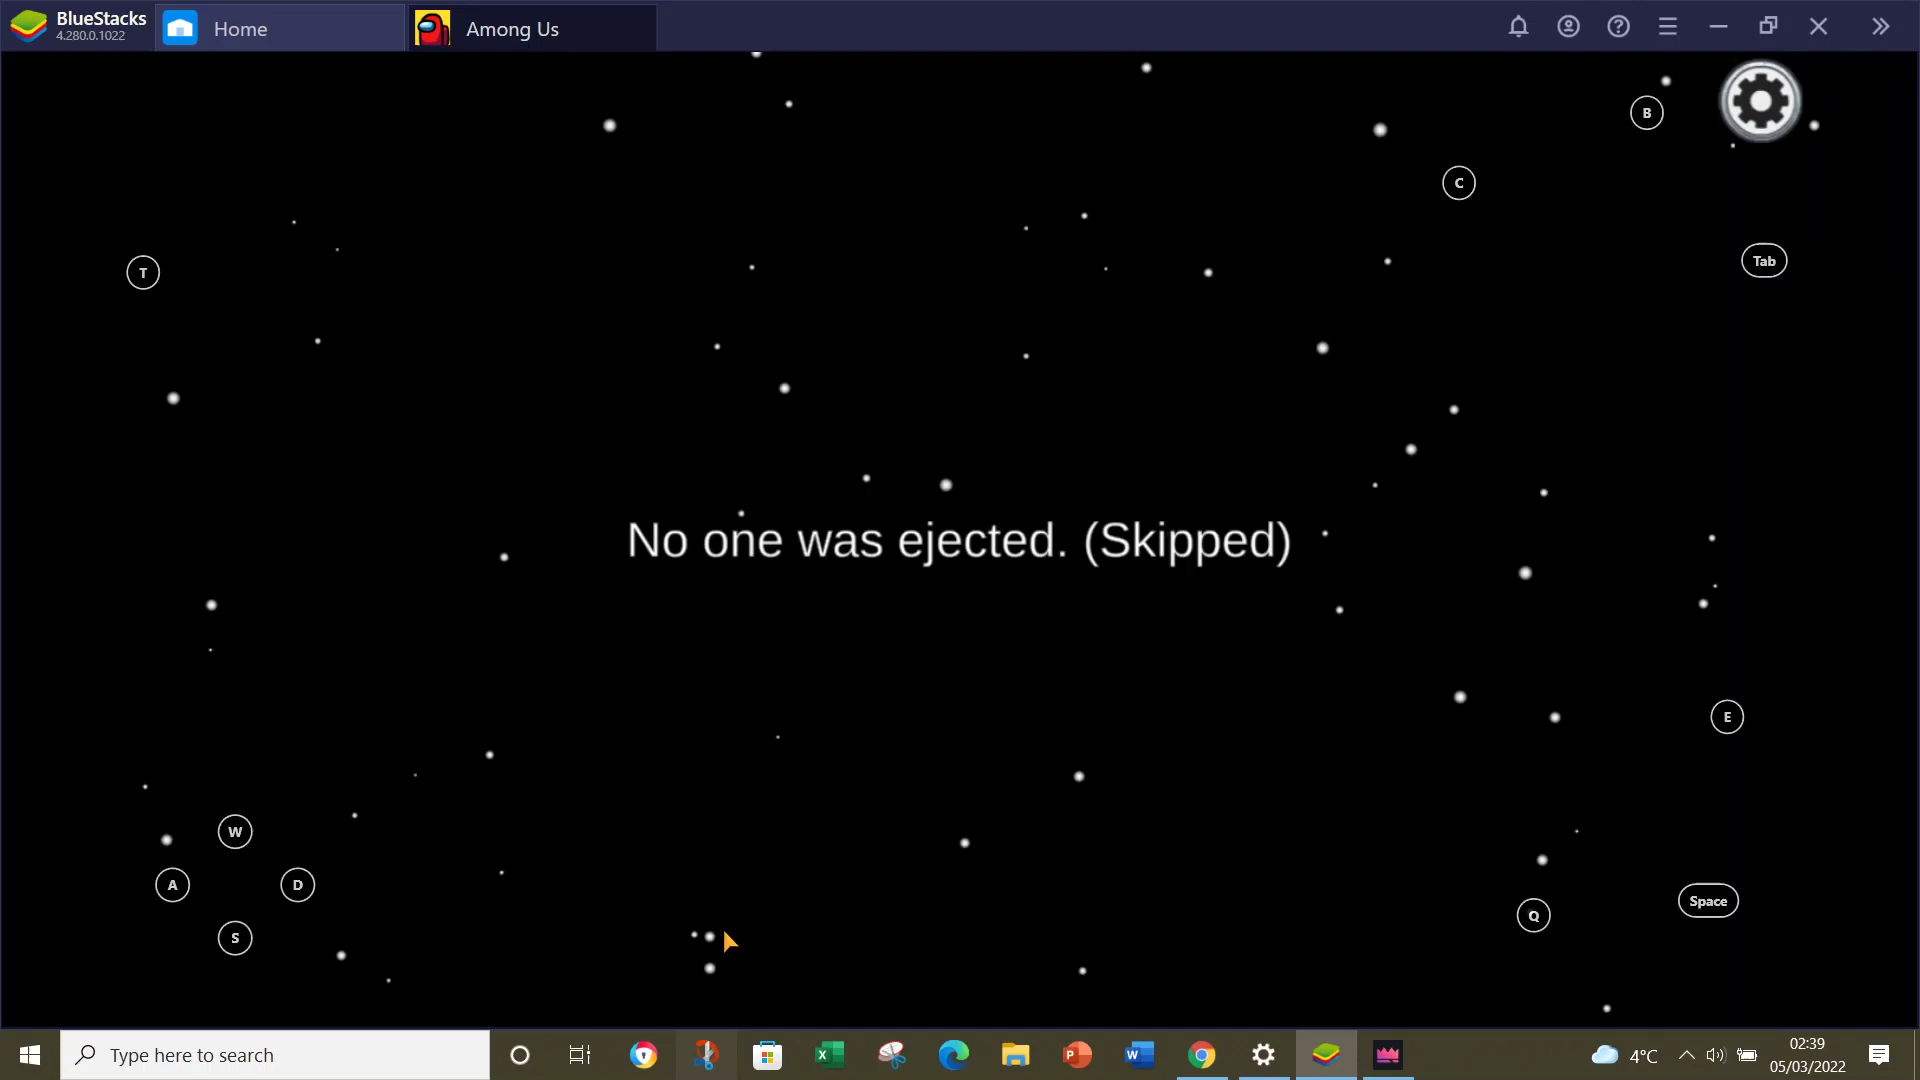 BlueStacks
4.280.0.1022
Home
Among Us
B
C
T
Tab
No one was ejected. (Skipped)
E
W
A
D
S
Q
Space
Type here to search
4°C
02:39
05/03/2022